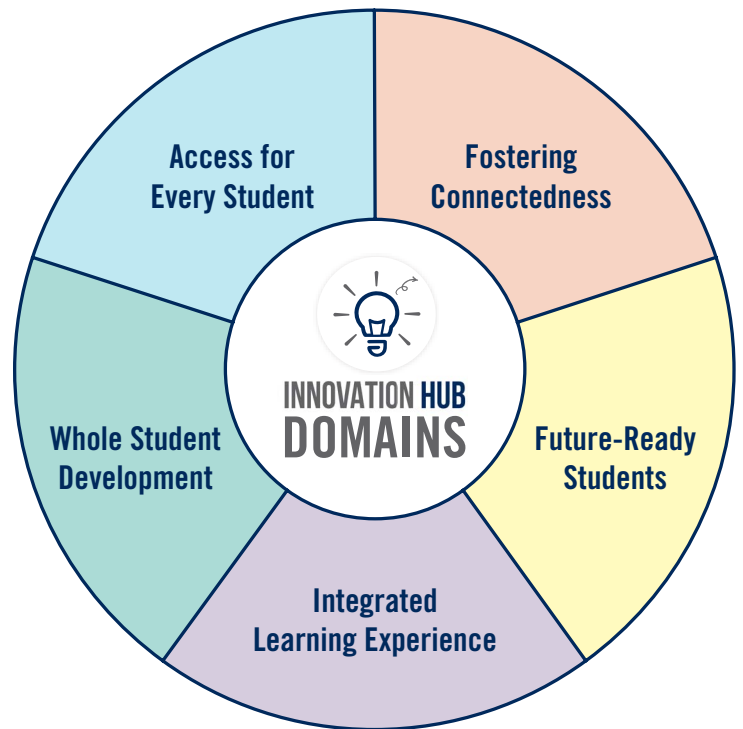 Access for
Every Student
Fostering
Connectedness
INNOVATION HUB
DOMAINS
Whole Student
Development
Future-Ready
Students
Integrated
Learning Experience